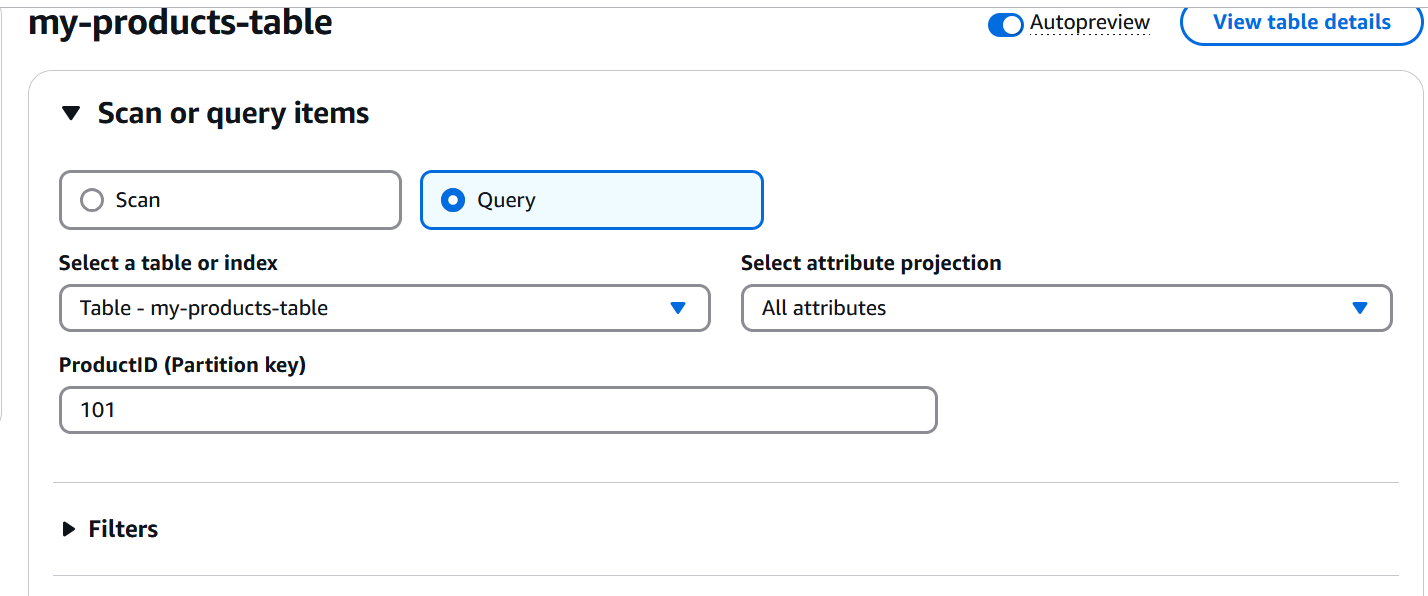 my-products-table
Autopreview
View table details
Scan or query items
Scan
Query
Select a table or index
Select attribute projection
Table - my-products-table
All attributes
ProductID (Partition key)
101
Filters